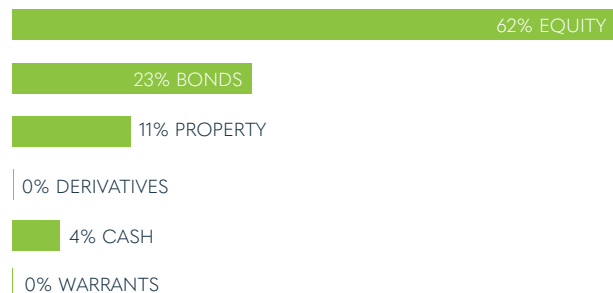 62% EQUITY
23% BONDS
11% PROPERTY
0% DERIVATIVES
4% CASH
0% WARRANTS